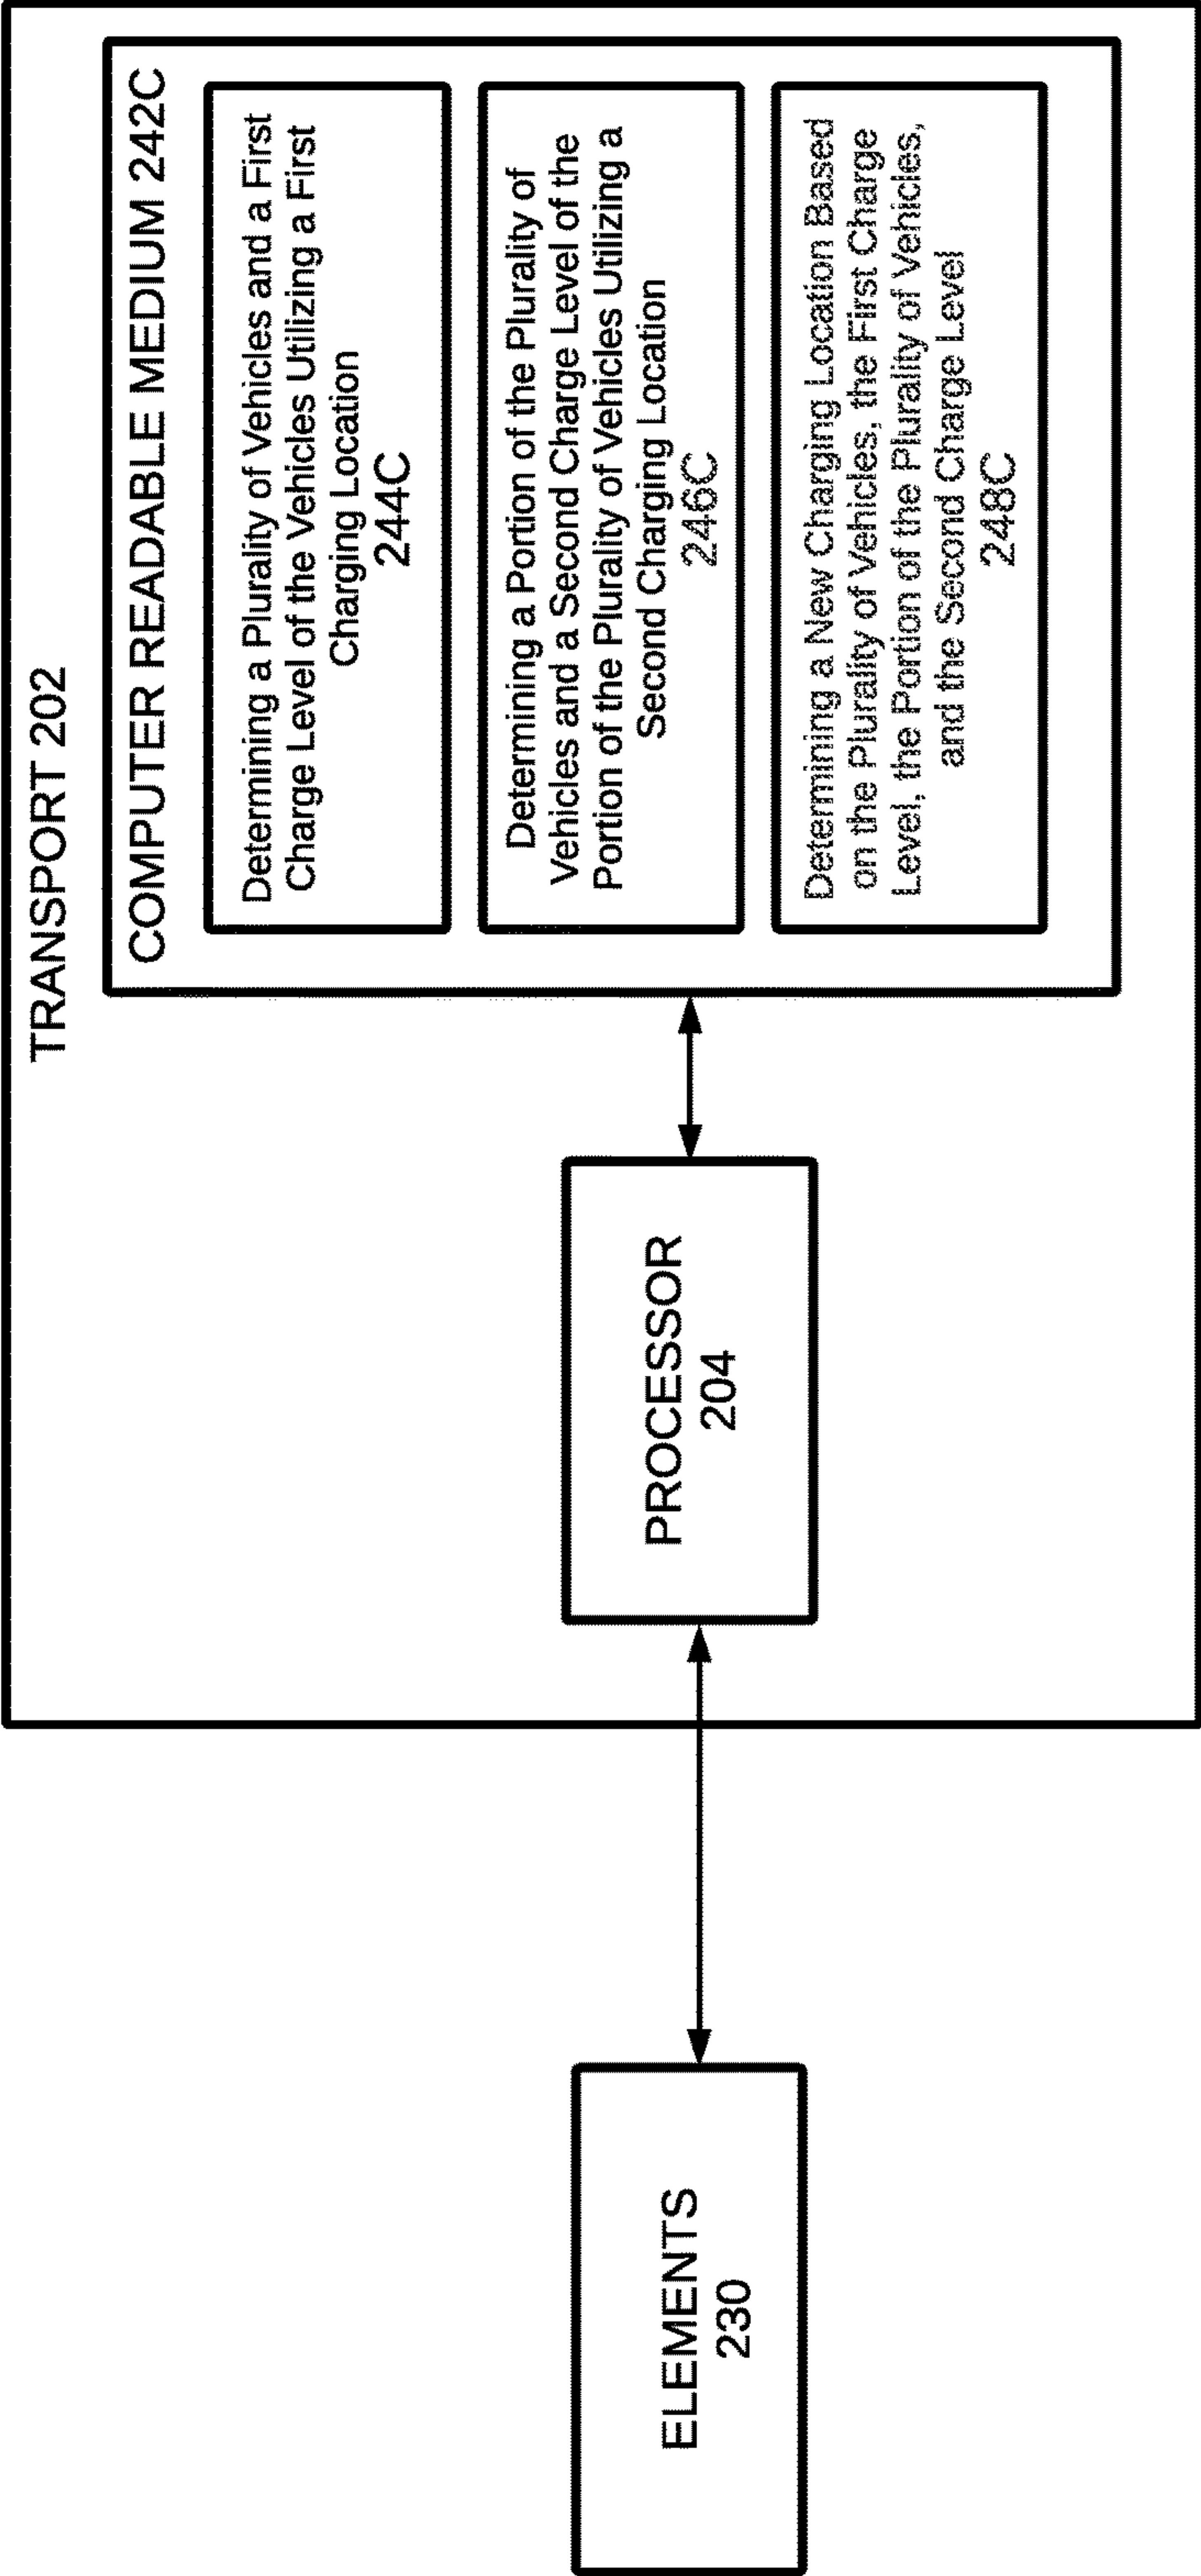 TRANSPORT 202
COMPUTER READABLE MEDIUM 242C
Determining a Plurality of Vehicles and a First
Charge Level of the Vehicles Utilizing a First
Charging Location
244C
Determining a Portion of the Plurality of
Vehicles and a Second Charge Level of the
Portion of the Plurality of Vehicles Utilizing a
Second Charging Location
246C
Determining a New Charging Location Based
on the Plurality of Vehicles, the First Charge
Level, the Portion of the Plurality of Vehicles,
and the Second Charge Level
248C
PROCESSOR
204
ELEMENTS
230